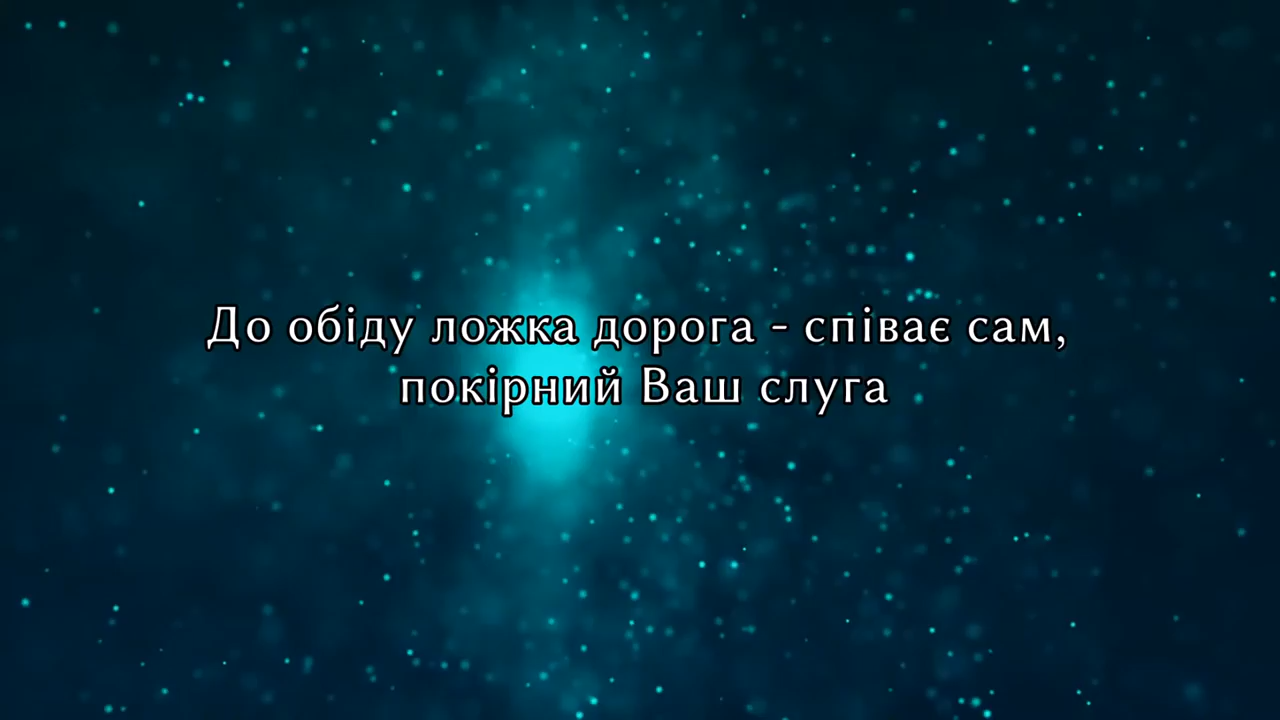 До обіду ложка дорога - співає сам,
покірний Ваш слуга